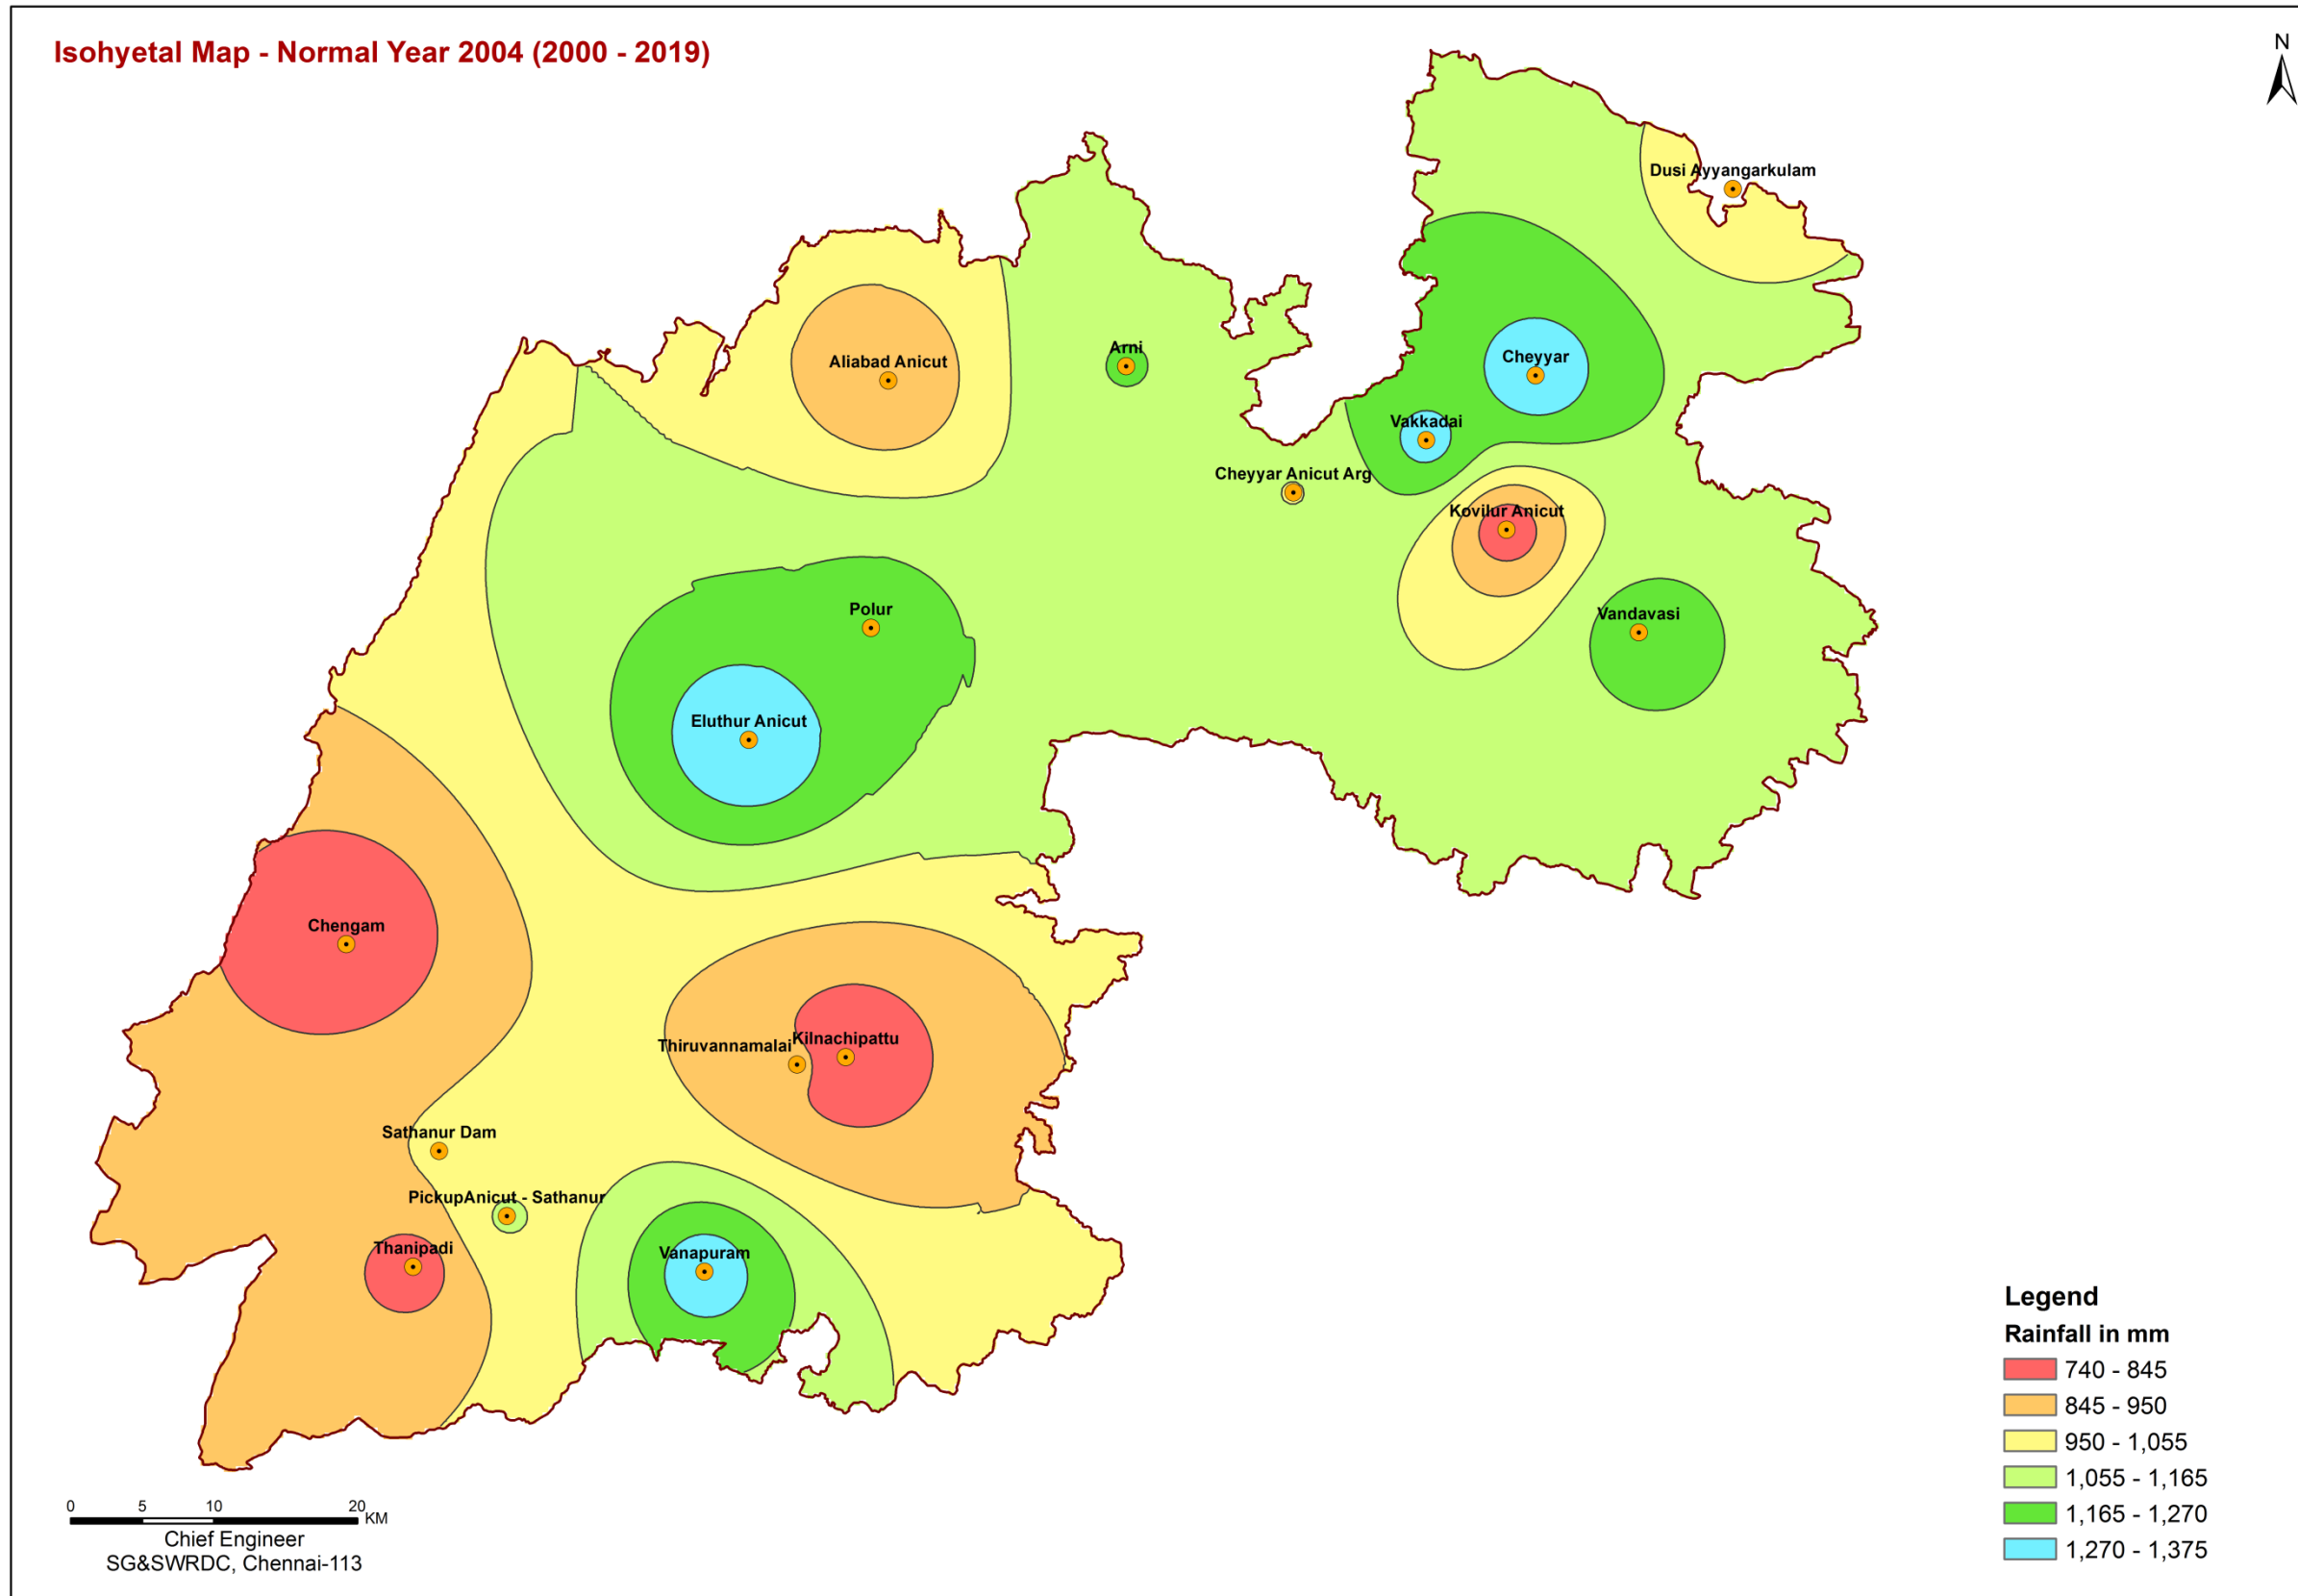 Isohyetal Map - Normal Year 2004 (2000 - 2019)
N
Dusi Ayyangarkulam
Arni
Cheyyar
Aliabad Anicut
Vakkadai
Cheyyar Anicut Arg
Kovilur Anicut
Polur
Vandavasi
Eluthur Anicut
Chengam
Thiruvannamalai
Kilnachipattu
Sathanur Dam
PickupAnicut - Sathanur
Thanipadi
Vanapuram
Legend
Rainfall in mm
740 - 845
845 - 950
950 - 1,055
1,055 - 1,165
1,165 - 1,270
1,270 - 1,375
0 5 10 20
KM
Chief Engineer
SG&SWRDC, Chennai-113